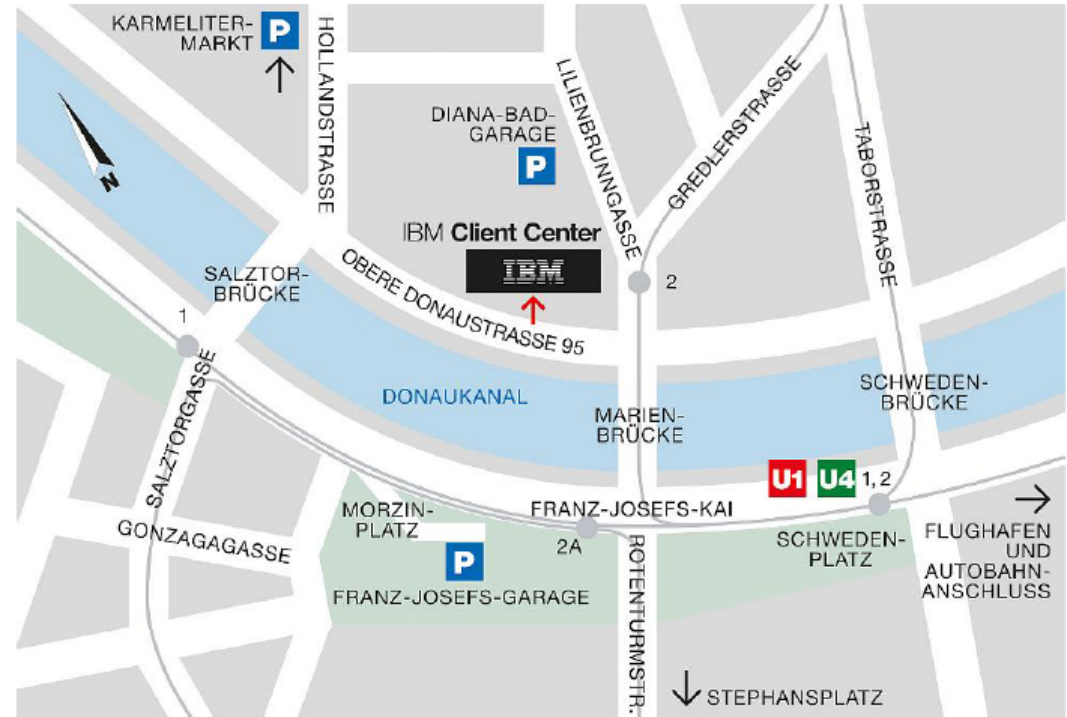 KARMELITER-
MARKT
P
HOLLANDSTRASSE
LILIENBRUNNGASSE
GREDLERSTRASSE
TABORSTRASSE
DIANA-BAD-
GARAGE
P
N
IBM Client Center
IBM
SALZTOR-
BRÜCKE
OBERE DONAUSTRASSE 95
2
1
DONAUKANAL
MARIEN-
BRÜCKE
SCHWEDEN-
BRÜCKE
SALZTORGASSE
U1 U4 1, 2
MORZIN-
PLATZ
FRANZ-JOSEFS-KAI
GONZAGAGASSE
2A
SCHWEDEN-
PLATZ
FLUGHAFEN
UND
AUTOBAHN-
ANSCHLUSS
P
FRANZ-JOSEFS-GARAGE
ROTENTURMSTR.
STEPHANSPLATZ